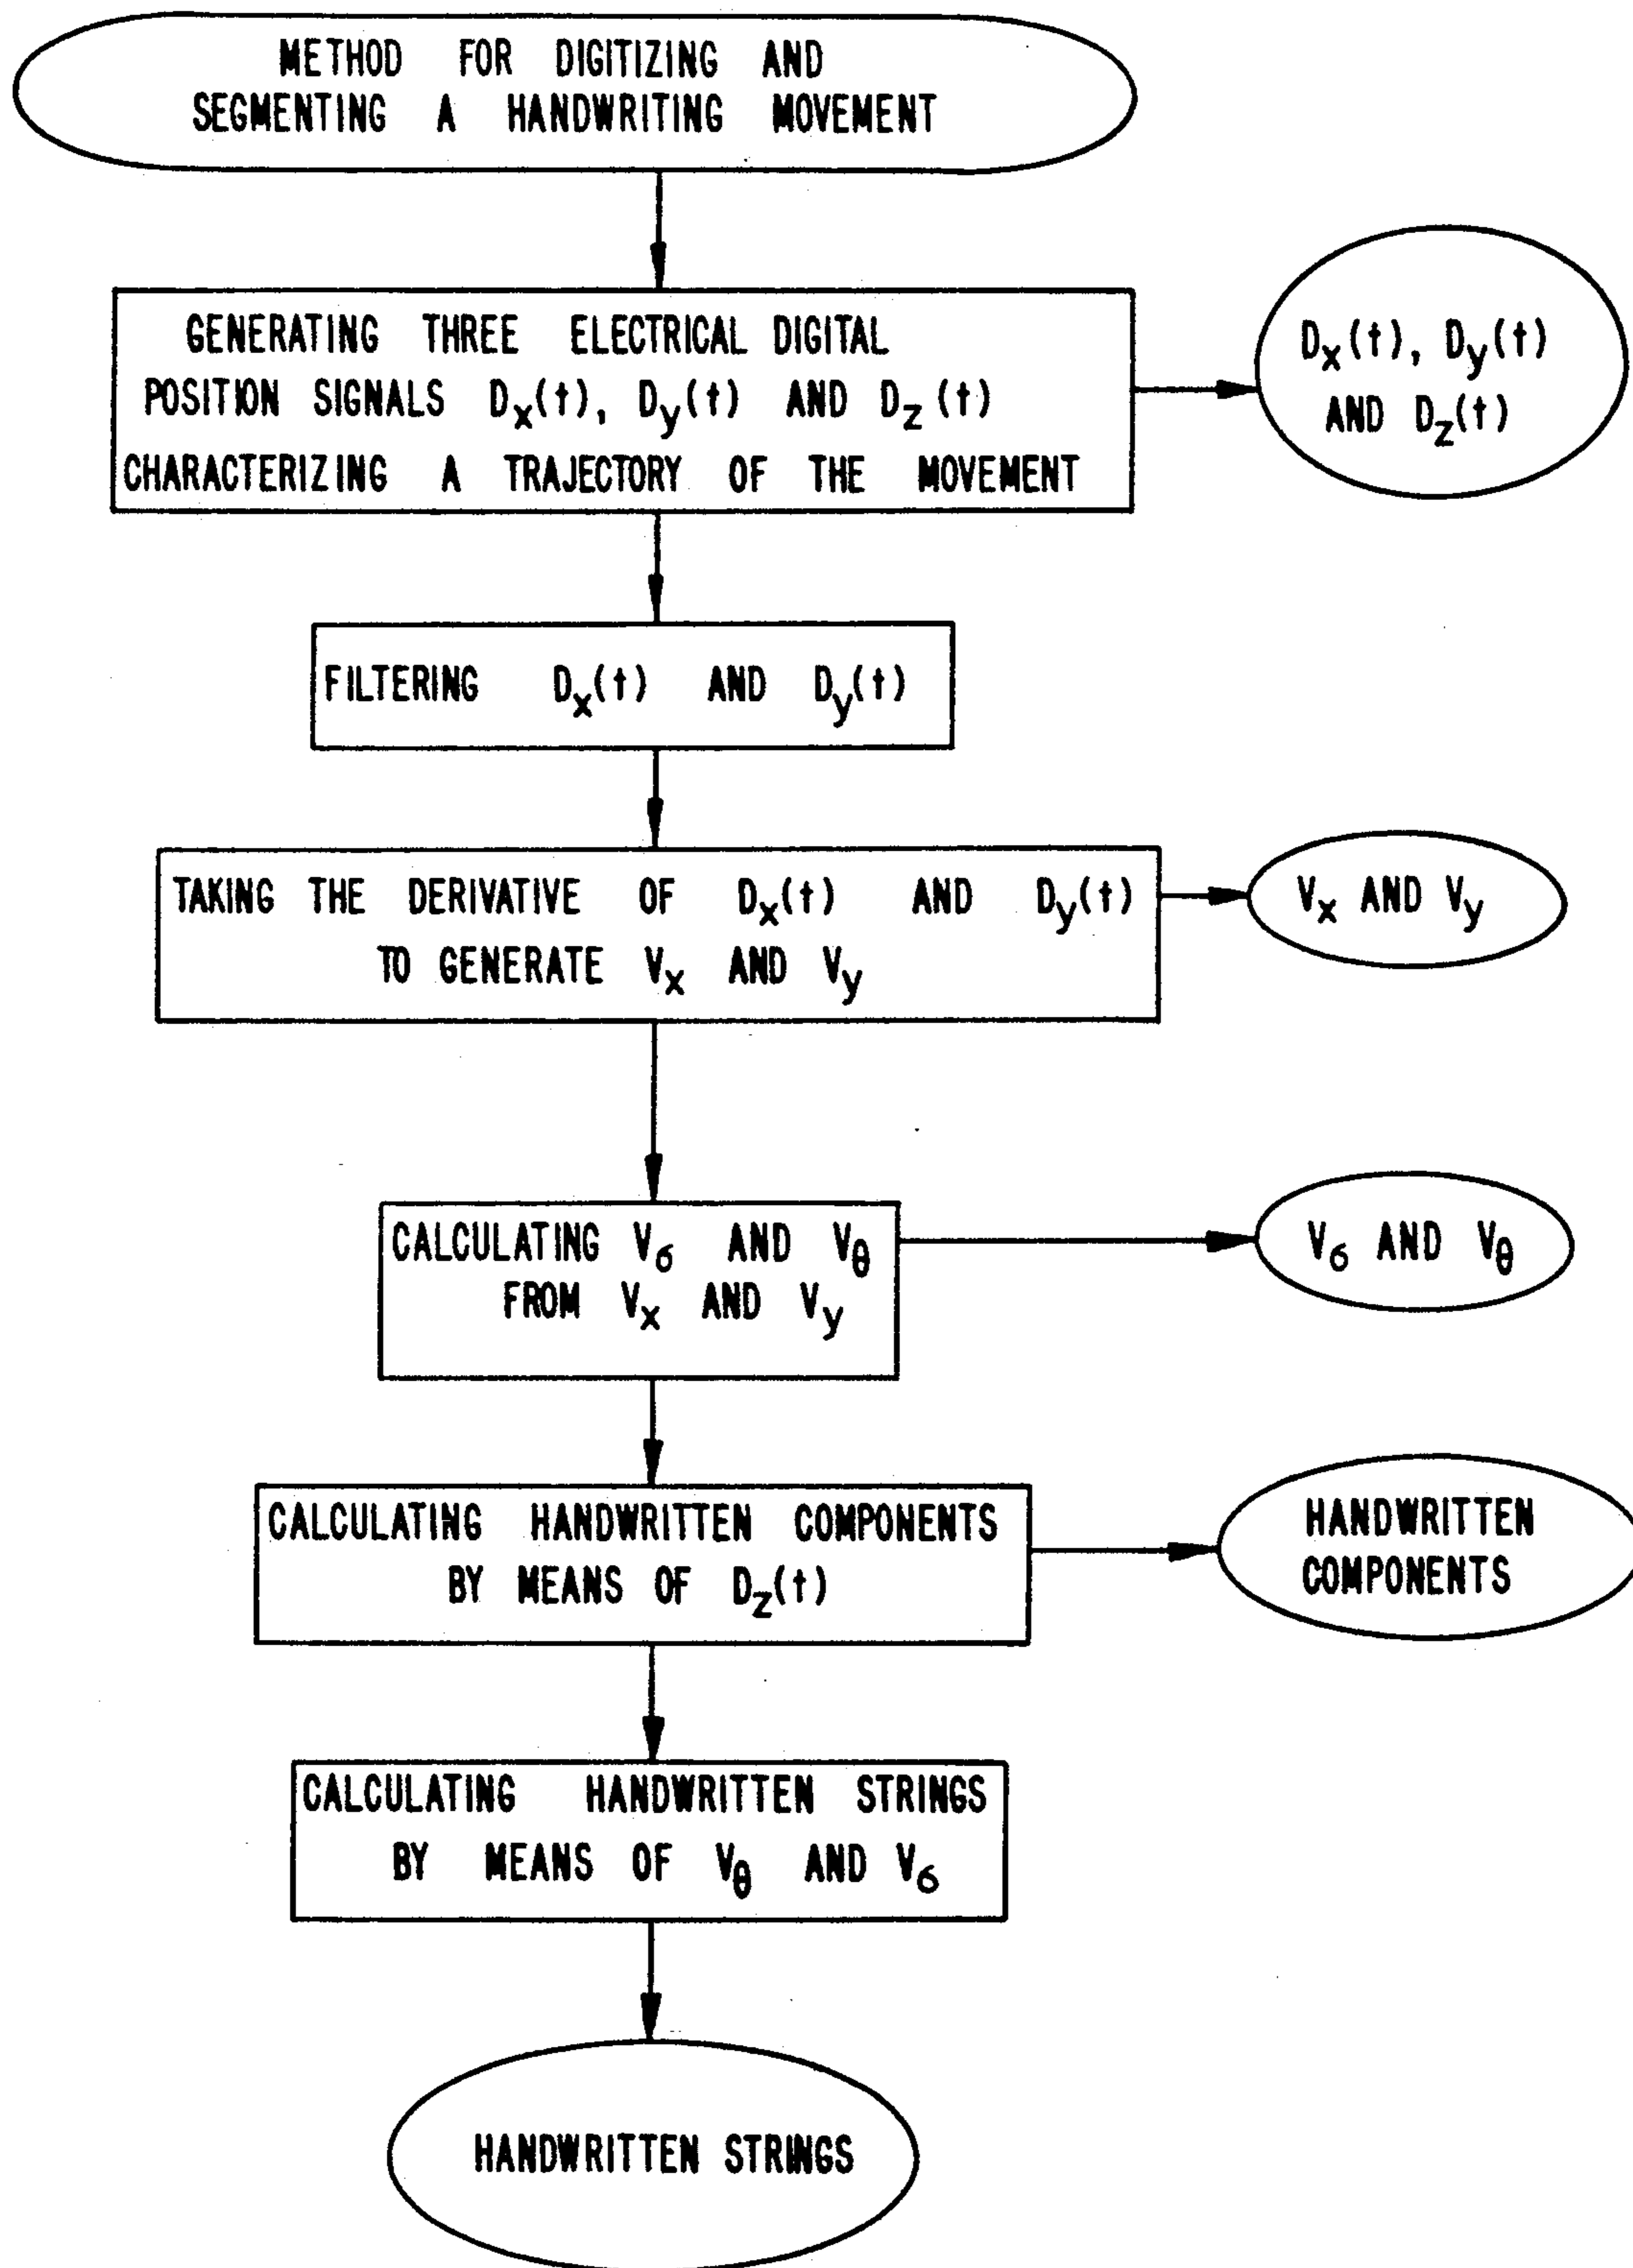 METHOD FOR DIGITIZING AND
SEGMENTING A HANDWRITING MOVEMENT
GENERATING THREE ELECTRICAL DIGITAL
POSITION SIGNALS Dx(t), Dy(t) AND Dz(t)
CHARACTERIZING A TRAJECTORY OF THE MOVEMENT
Dx(t), Dy(t)
AND Dz(t)
FILTERING Dx(t) AND Dy(t)
TAKING THE DERIVATIVE OF Dx(t) AND Dy(t)
TO GENERATE Vx AND Vy
Vx AND Vy
CALCULATING Vσ AND Vθ
FROM Vx AND Vy
Vσ AND Vθ
CALCULATING HANDWRITTEN COMPONENTS
BY MEANS OF Dz(t)
HANDWRITTEN
COMPONENTS
CALCULATING HANDWRITTEN STRINGS
BY MEANS OF Vθ AND Vσ
HANDWRITTEN STRINGS